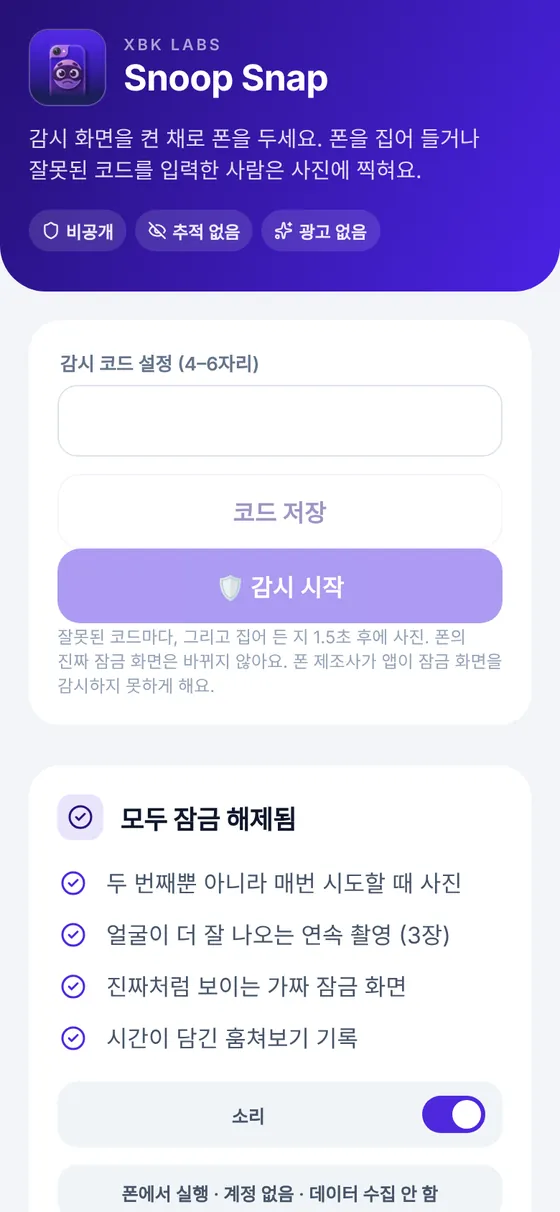 XBK LABS
Snoop Snap
감시 화면을 켠 채로 폰을 두세요. 폰을 집어 들거나
잘못된 코드를 입력한 사람은 사진에 찍혀요.
비공개
추적 없음
광고 없음
감시 코드 설정 (4–6자리)
코드 저장
감시 시작
잘못된 코드마다, 그리고 집어 든 지 1.5초 후에 사진. 폰의
진짜 잠금 화면은 바뀌지 않아요. 폰 제조사가 앱이 잠금 화면을
감시하지 못하게 해요.
모두 잠금 해제됨
두 번째뿐 아니라 매번 시도할 때 사진
얼굴이 더 잘 나오는 연속 촬영 (3장)
진짜처럼 보이는 가짜 잠금 화면
시간이 담긴 훔쳐보기 기록
소리
폰에서 실행 · 계정 없음 · 데이터 수집 안 함